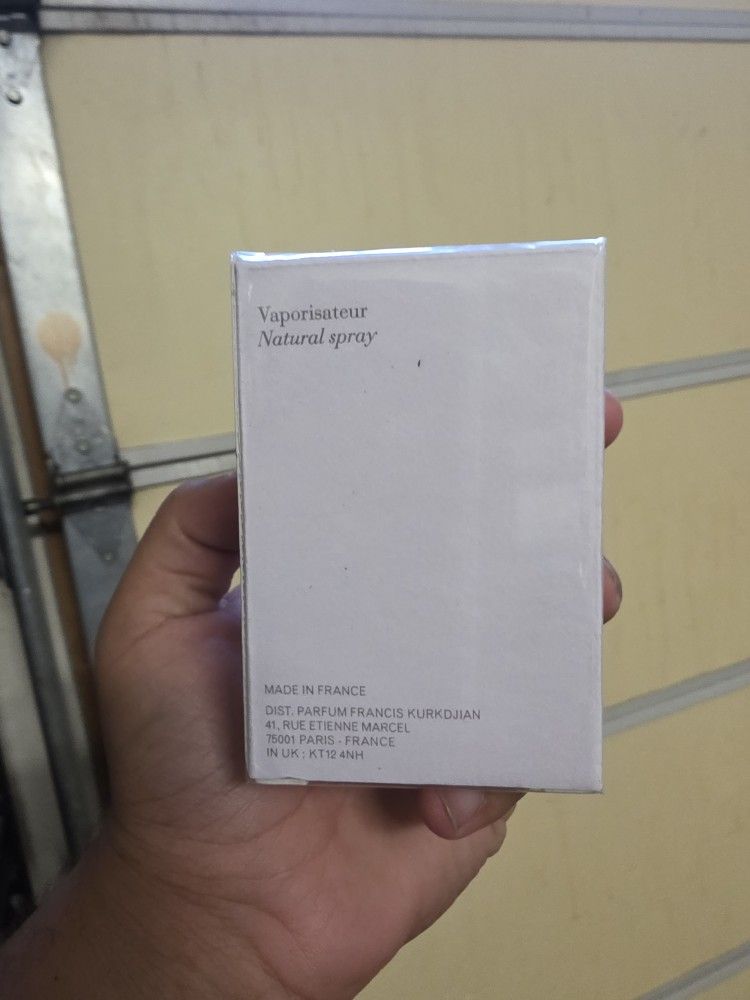 Vaporisateur
Natural spray
MADE IN FRANCE
DIST. PARFUM FRANCIS KURKDJIAN
41, RUE ETIENNE MARCEL
75001 PARIS - FRANCE
IN UK : KT12 4NH